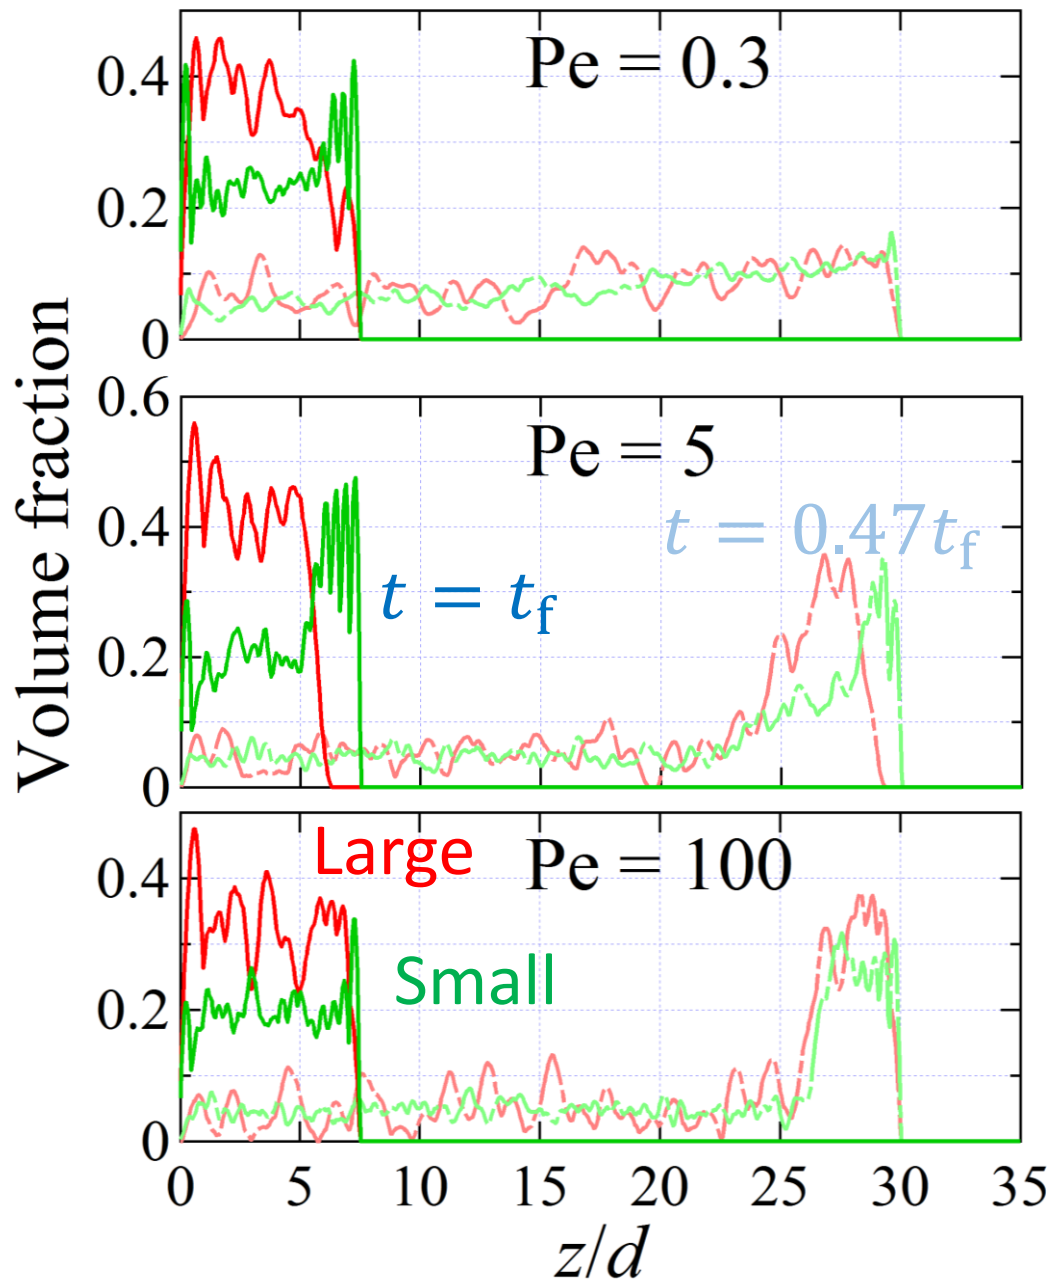 Volume fraction
Pe = 0.3
0.4
0.2
0
Pe = 5
0.6
0.4
0.2
0
t = t_f
t = 0.47t_f
Pe = 100
Large
Small
0.4
0.2
0
0 5 10 15 20 25 30 35
z/d